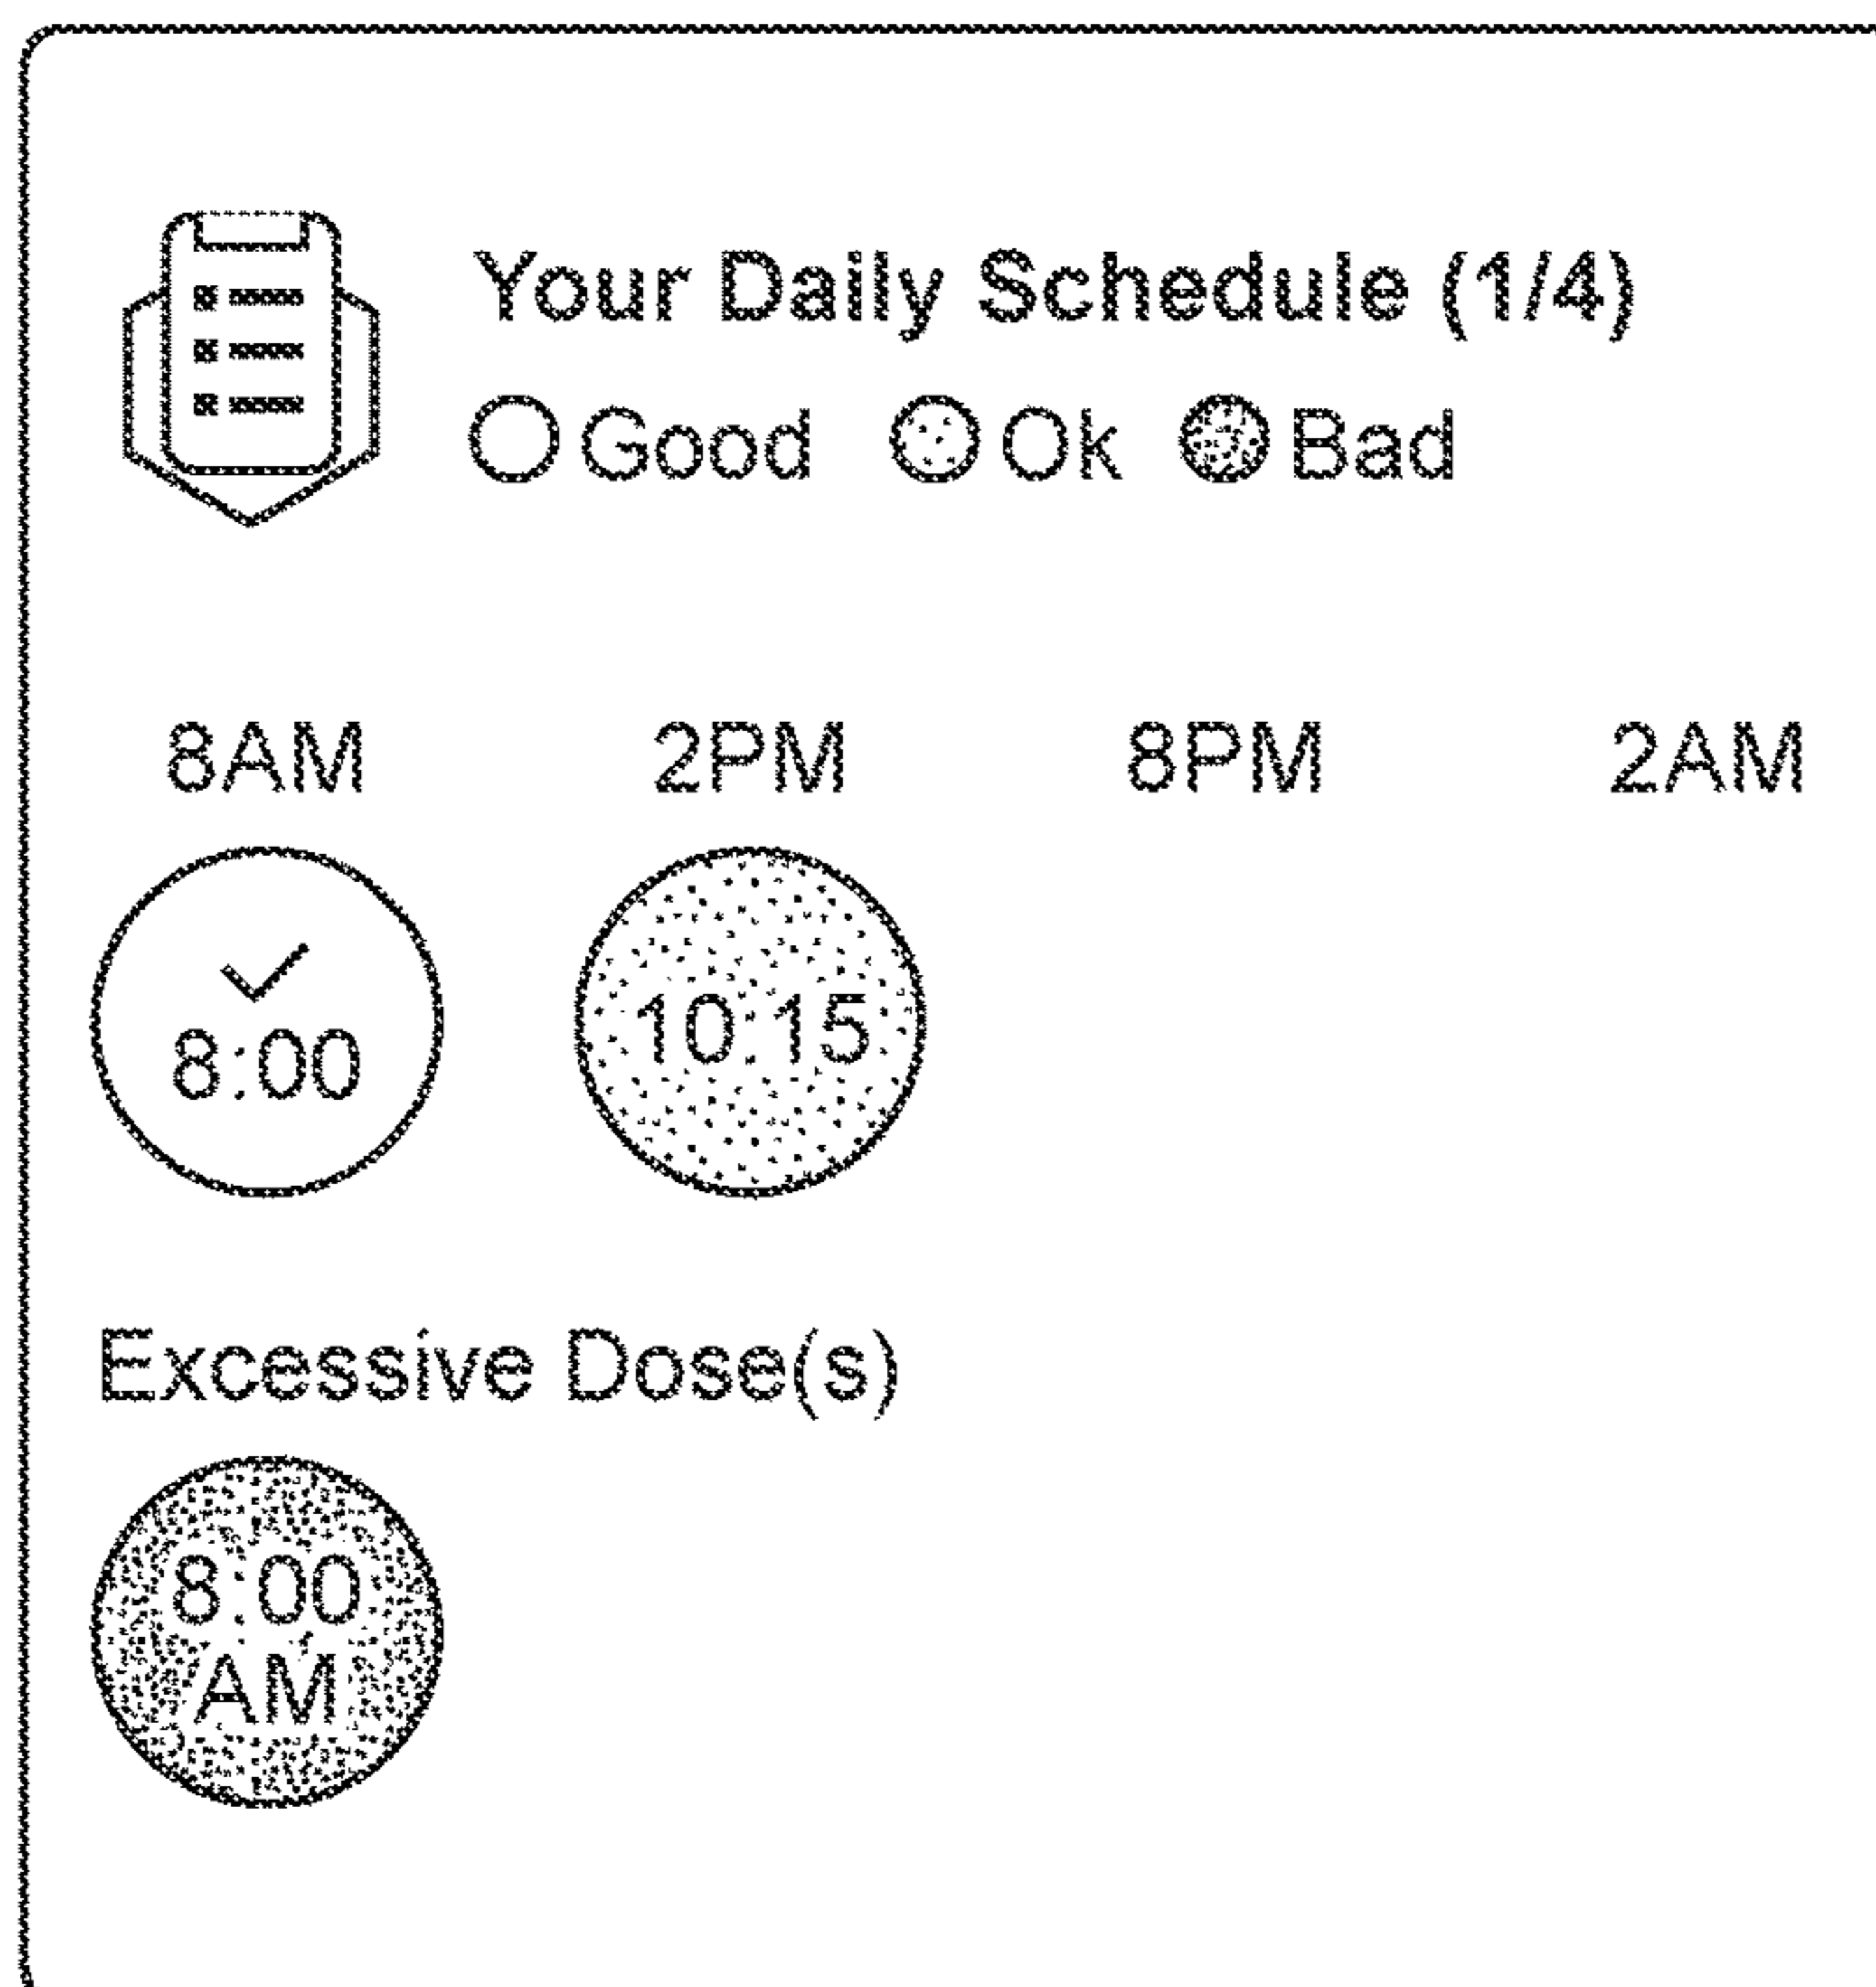 Your Daily Schedule (1/4)
Good Ok Bad
8AM 2PM 8PM 2AM
8:00
10:15
Excessive Dose(s)
8:00
AM